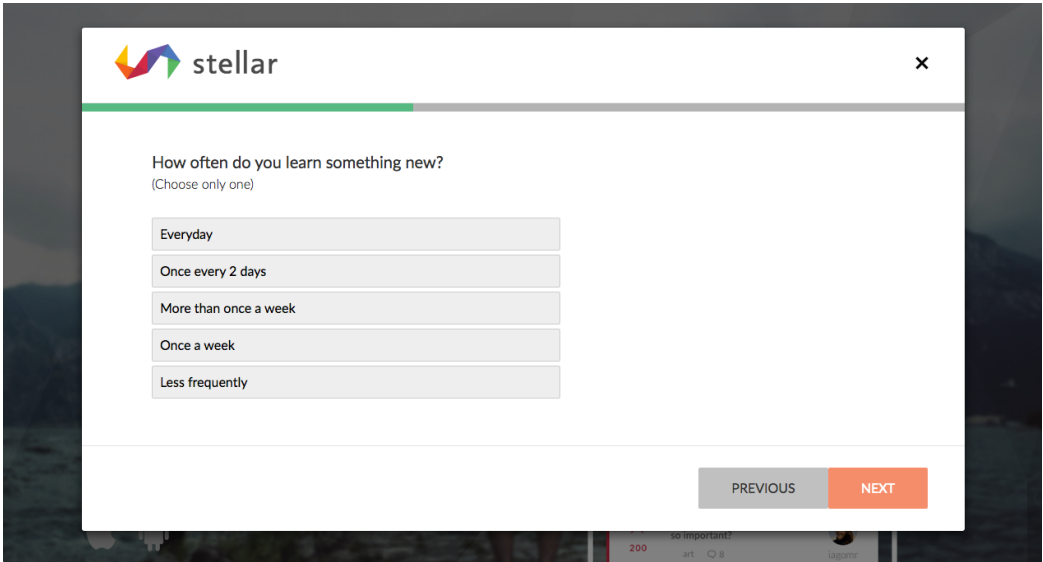 stellar
×
How often do you learn something new?
(Choose only one)
Everyday
Once every 2 days
More than once a week
Once a week
Less frequently
PREVIOUS
NEXT
so important?
200
art
8
iagomr